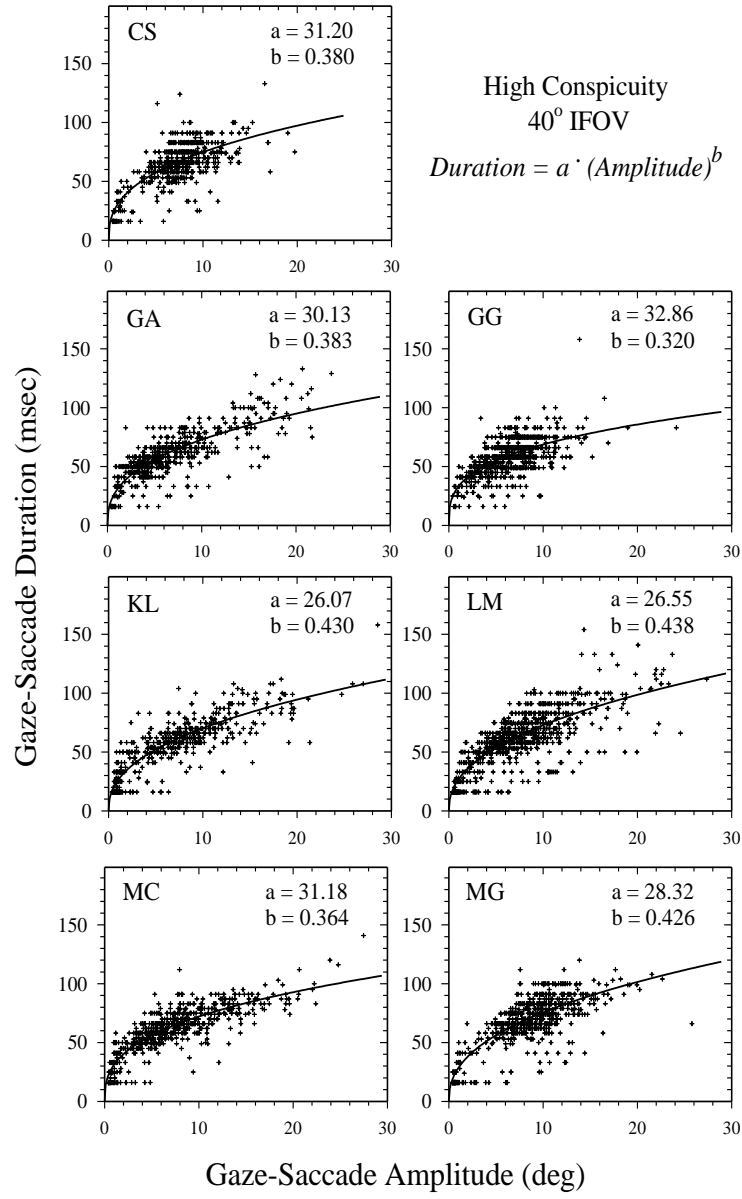 CS
a = 31.20
b = 0.380
High Conspicuity
40° IFOV
Duration = a · (Amplitude)^b
150
100
50
0
0 10 20 30
GA
a = 30.13
b = 0.383
150
100
50
0
0 10 20 30
GG
a = 32.86
b = 0.320
150
100
50
0
0 10 20 30
KL
a = 26.07
b = 0.430
150
100
50
0
0 10 20 30
LM
a = 26.55
b = 0.438
150
100
50
0
0 10 20 30
MC
a = 31.18
b = 0.364
150
100
50
0
0 10 20 30
MG
a = 28.32
b = 0.426
150
100
50
0
0 10 20 30
Gaze-Saccade Duration (msec)
Gaze-Saccade Amplitude (deg)